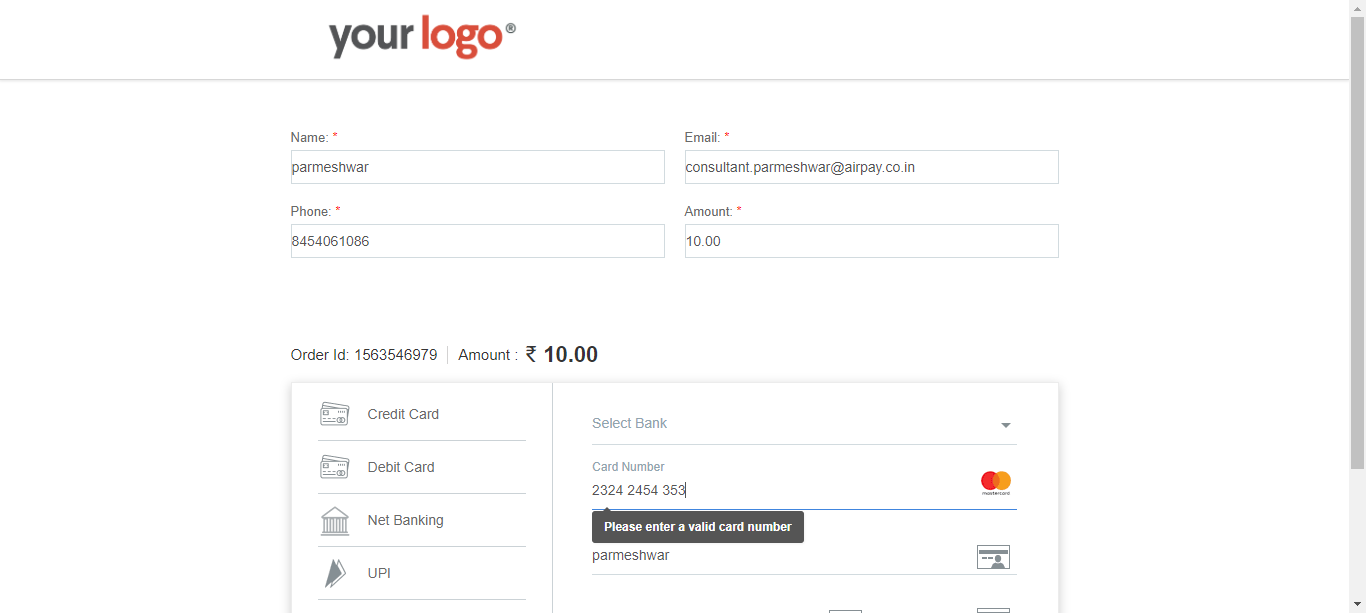 your logo®
Name: *
Email: *
parmeshwar
consultant.parmeshwar@airpay.co.in
Phone: *
Amount: *
8454061086
10.00
Order Id: 1563546979
Amount : ₹ 10.00
Credit Card
Debit Card
Net Banking
UPI
Select Bank
Card Number
2324 2454 353
mastercard
Please enter a valid card number
parmeshwar